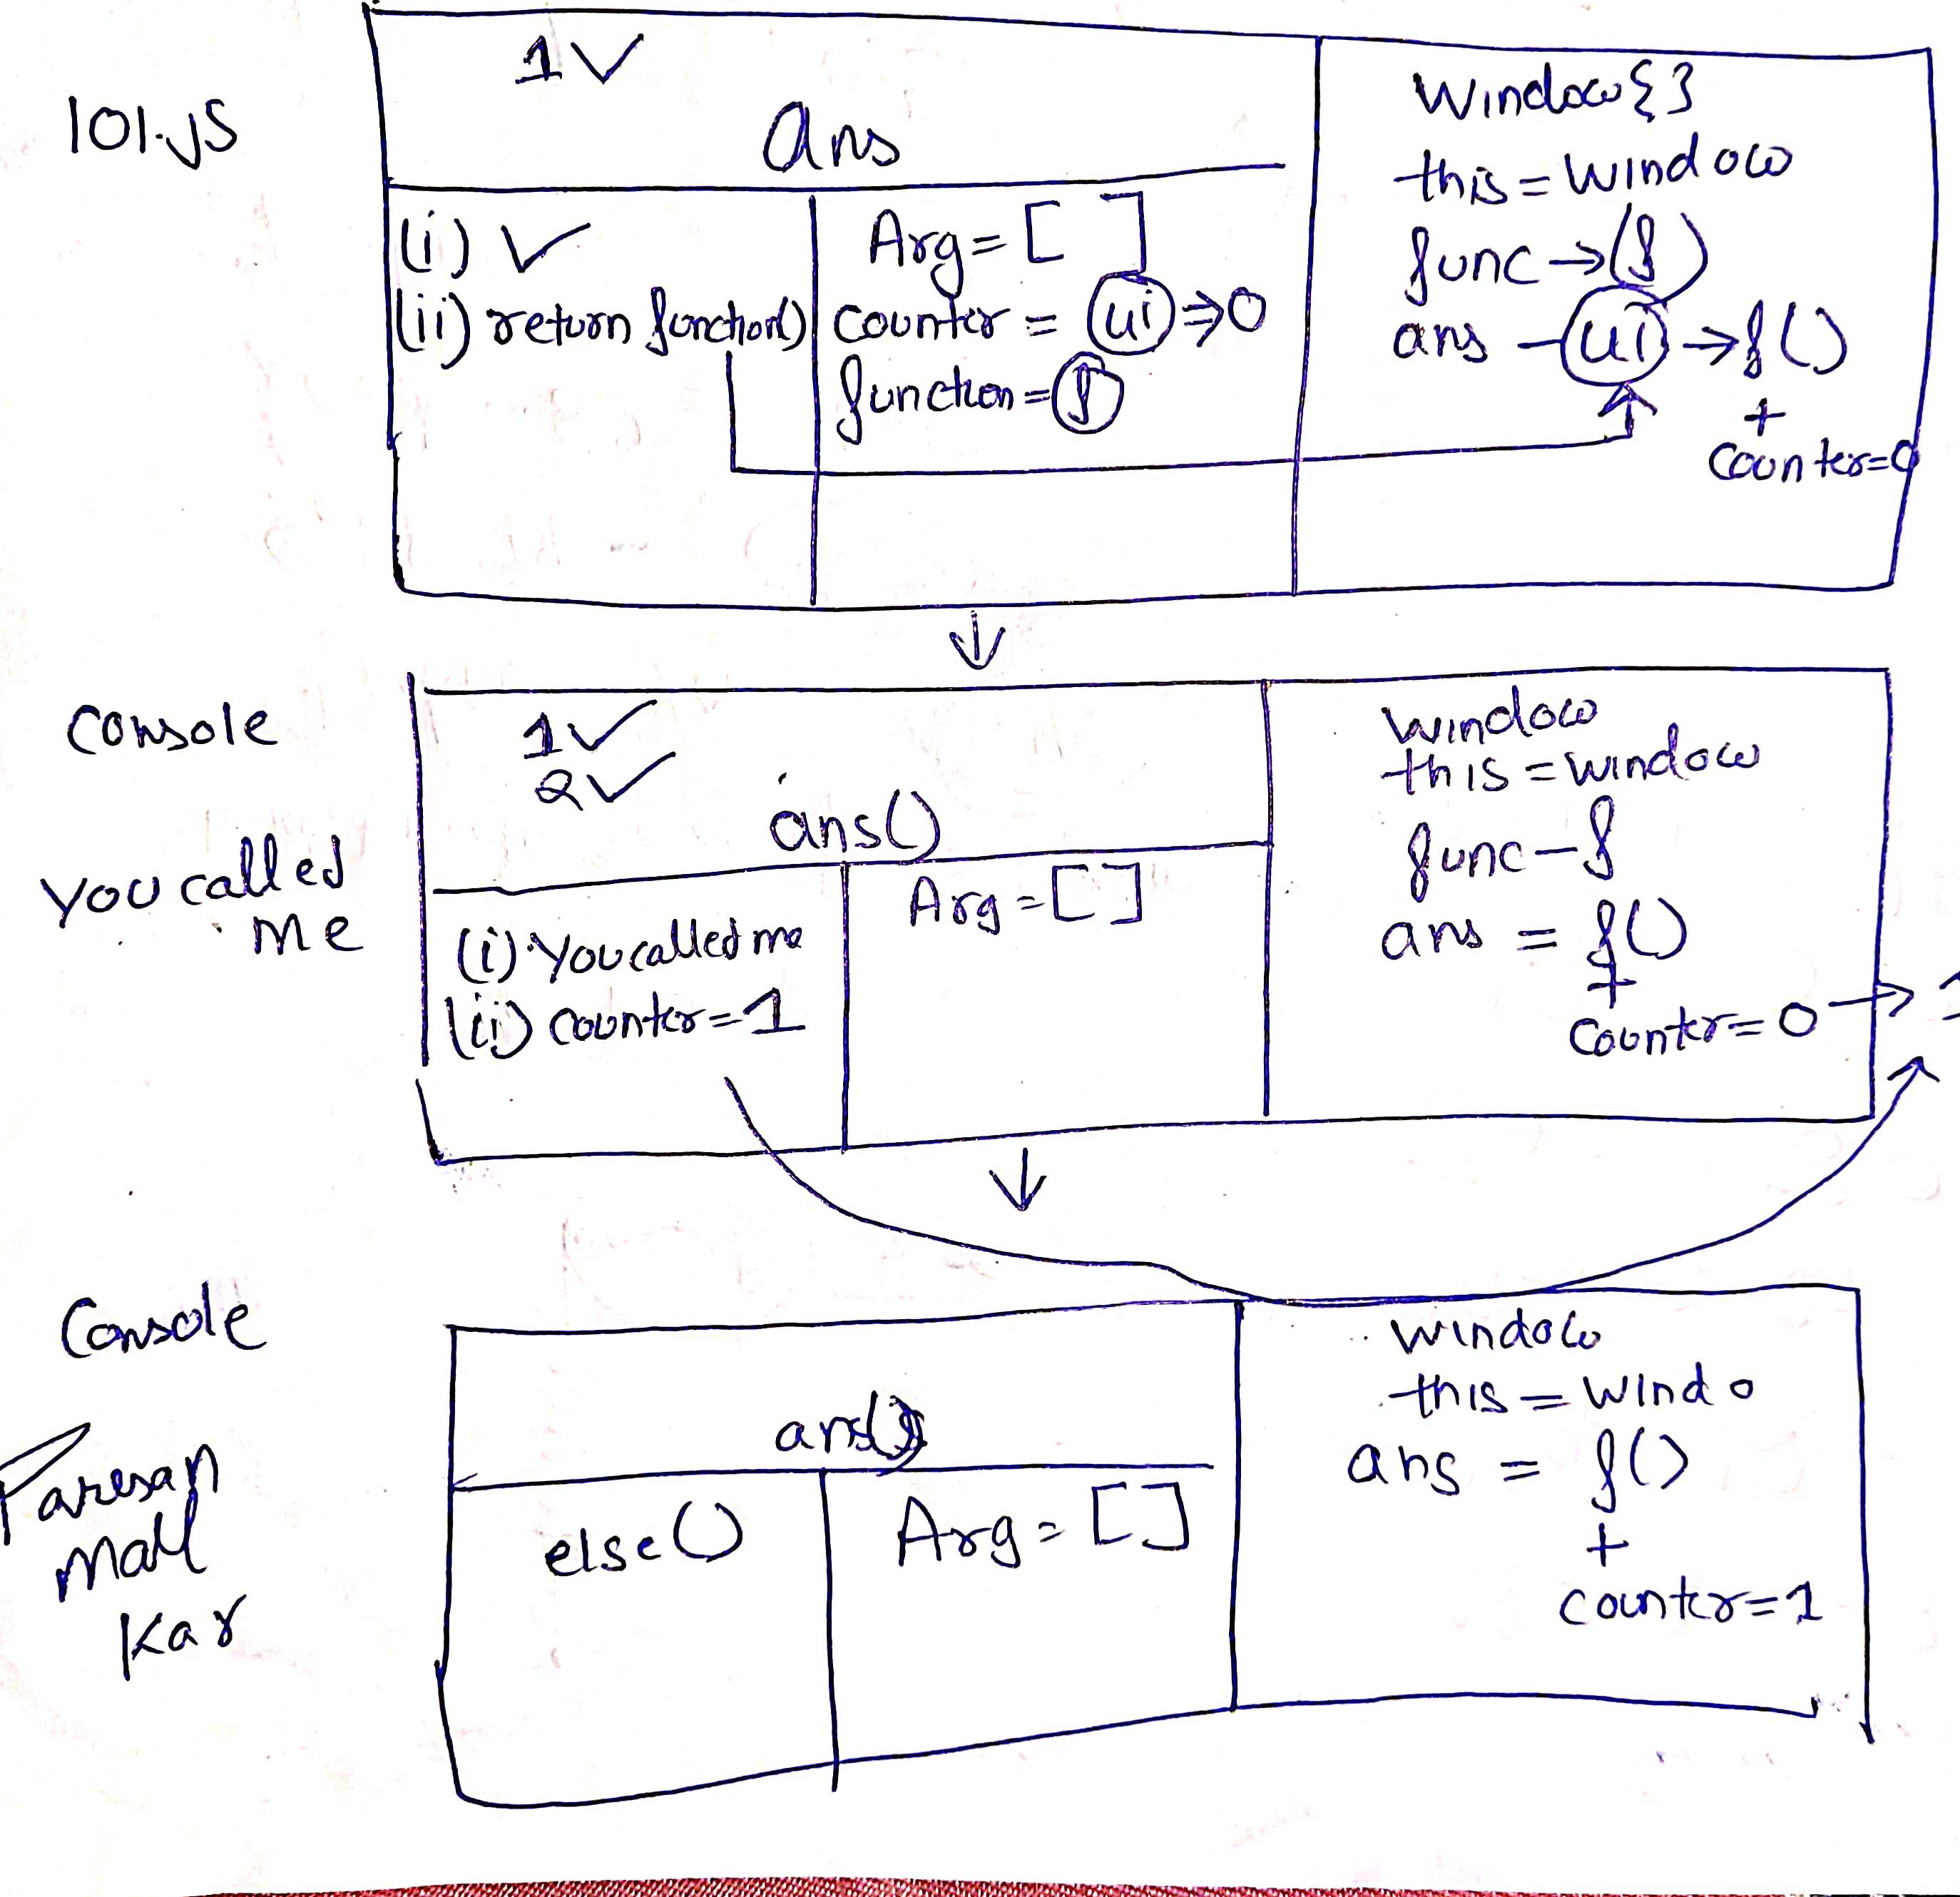 101.js
1✓
ans
(i) ✓
(ii) return function()
Arg = [ ]
counter = ui ⇒ 0
function = f
Window { }
this = window
func → (f)
ans - ui → f()
+
counter=0
↓
Console
You called
me
1✓
2✓
ans()
(i) You called me
(ii) counter=1
Arg = [ ]
window
this = window
func - f
ans = f()
+
counter = 0 → 1
↓
Console
Paresan
mat
Kar
ans()
else()
Arg = [ ]
window
this = windo
ans = f()
+
counter=1